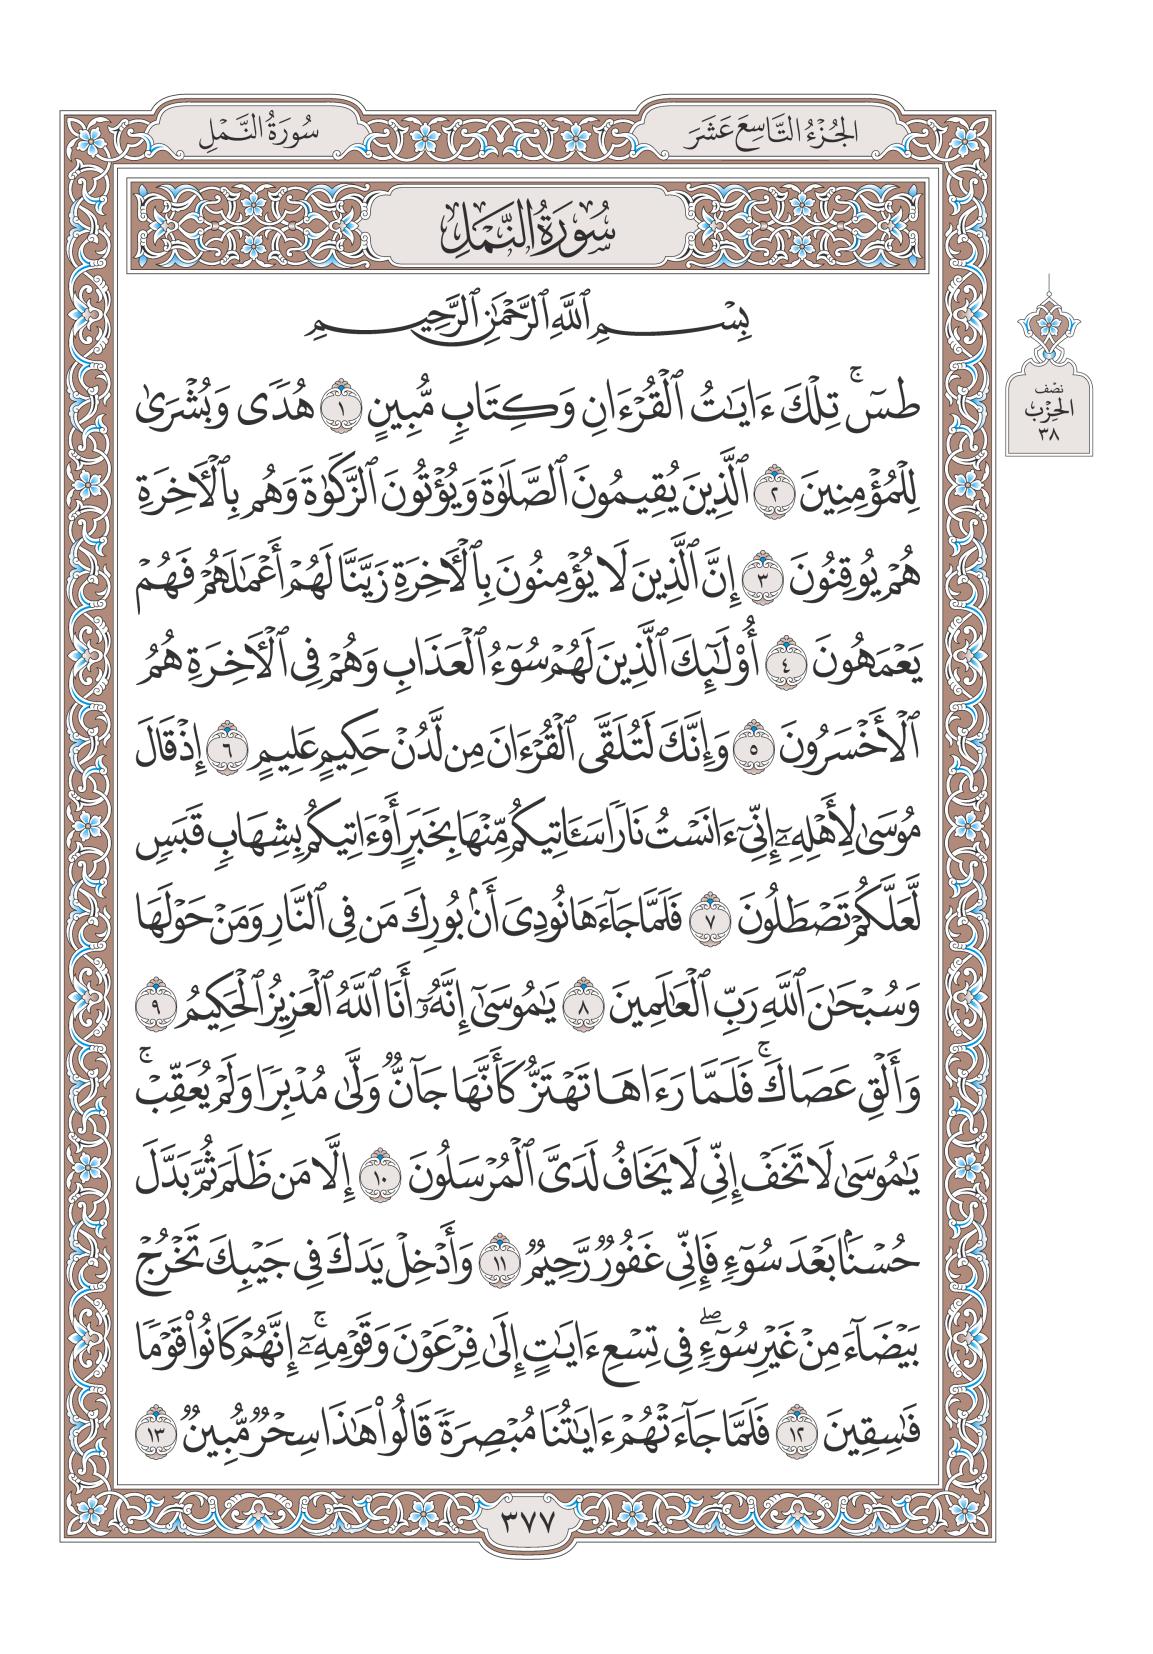 الجُزْءُ التَّاسِعَ عَشَرَ
سُورَةُ النَّمْلِ
سُورَةُ النَّمْلِ
بِسْمِ ٱللَّهِ ٱلرَّحْمَٰنِ ٱلرَّحِيمِ
نصف
الحِزْب
٣٨
طسٓۚ تِلْكَ ءَايَٰتُ ٱلْقُرْءَانِ وَكِتَابٖ مُّبِينٍ ١ هُدٗى وَبُشْرَىٰ
لِلْمُؤْمِنِينَ ٢ ٱلَّذِينَ يُقِيمُونَ ٱلصَّلَوٰةَ وَيُؤْتُونَ ٱلزَّكَوٰةَ وَهُم بِٱلْأٓخِرَةِ
هُمْ يُوقِنُونَ ٣ إِنَّ ٱلَّذِينَ لَا يُؤْمِنُونَ بِٱلْأٓخِرَةِ زَيَّنَّا لَهُمْ أَعْمَٰلَهُمْ فَهُمْ
يَعْمَهُونَ ٤ أُوْلَٰٓئِكَ ٱلَّذِينَ لَهُمْ سُوٓءُ ٱلْعَذَابِ وَهُمْ فِي ٱلْأٓخِرَةِ هُمُ
ٱلْأَخْسَرُونَ ٥ وَإِنَّكَ لَتُلَقَّى ٱلْقُرْءَانَ مِن لَّدُنْ حَكِيمٍ عَلِيمٍ ٦ إِذْ قَالَ
مُوسَىٰ لِأَهْلِهِۦٓ إِنِّيٓ ءَانَسْتُ نَارٗا سَـَٔاتِيكُم مِّنْهَا بِخَبَرٍ أَوْ ءَاتِيكُم بِشِهَابٖ قَبَسٖ
لَّعَلَّكُمْ تَصْطَلُونَ ٧ فَلَمَّا جَآءَهَا نُودِيَ أَنۢ بُورِكَ مَن فِي ٱلنَّارِ وَمَنْ حَوْلَهَا
وَسُبْحَٰنَ ٱللَّهِ رَبِّ ٱلْعَٰلَمِينَ ٨ يَٰمُوسَىٰٓ إِنَّهُۥٓ أَنَا ٱللَّهُ ٱلْعَزِيزُ ٱلْحَكِيمُ ٩
وَأَلْقِ عَصَاكَۚ فَلَمَّا رَءَاهَا تَهْتَزُّ كَأَنَّهَا جَآنّٞ وَلَّىٰ مُدْبِرٗا وَلَمْ يُعَقِّبْۚ
يَٰمُوسَىٰ لَا تَخَفْ إِنِّي لَا يَخَافُ لَدَيَّ ٱلْمُرْسَلُونَ ١٠ إِلَّا مَن ظَلَمَ ثُمَّ بَدَّلَ
حُسْنَۢا بَعْدَ سُوٓءٖ فَإِنِّي غَفُورٞ رَّحِيمٞ ١١ وَأَدْخِلْ يَدَكَ فِي جَيْبِكَ تَخْرُجْ
بَيْضَآءَ مِنْ غَيْرِ سُوٓءٖۖ فِي تِسْعِ ءَايَٰتٍ إِلَىٰ فِرْعَوْنَ وَقَوْمِهِۦٓۚ إِنَّهُمْ كَانُواْ قَوْمٗا
فَٰسِقِينَ ١٢ فَلَمَّا جَآءَتْهُمْ ءَايَٰتُنَا مُبْصِرَةٗ قَالُواْ هَٰذَا سِحْرٞ مُّبِينٞ ١٣
٣٧٧